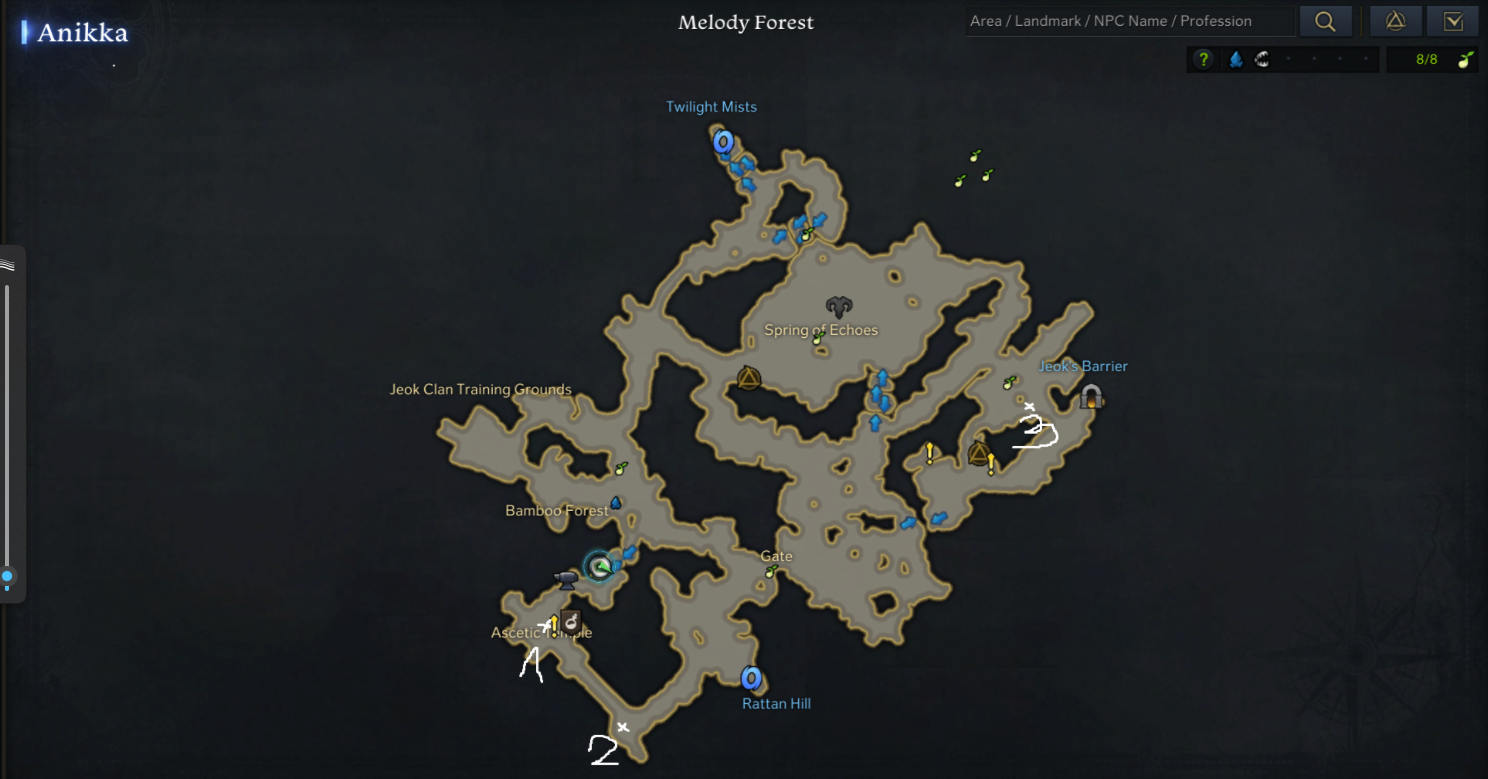 Anikka
Melody Forest
Area / Landmark / NPC Name / Profession
?
8/8
Twilight Mists
Spring of Echoes
Jeok's Barrier
Jeok Clan Training Grounds
3
Bamboo Forest
Gate
Ascetic Temple
1
Rattan Hill
2